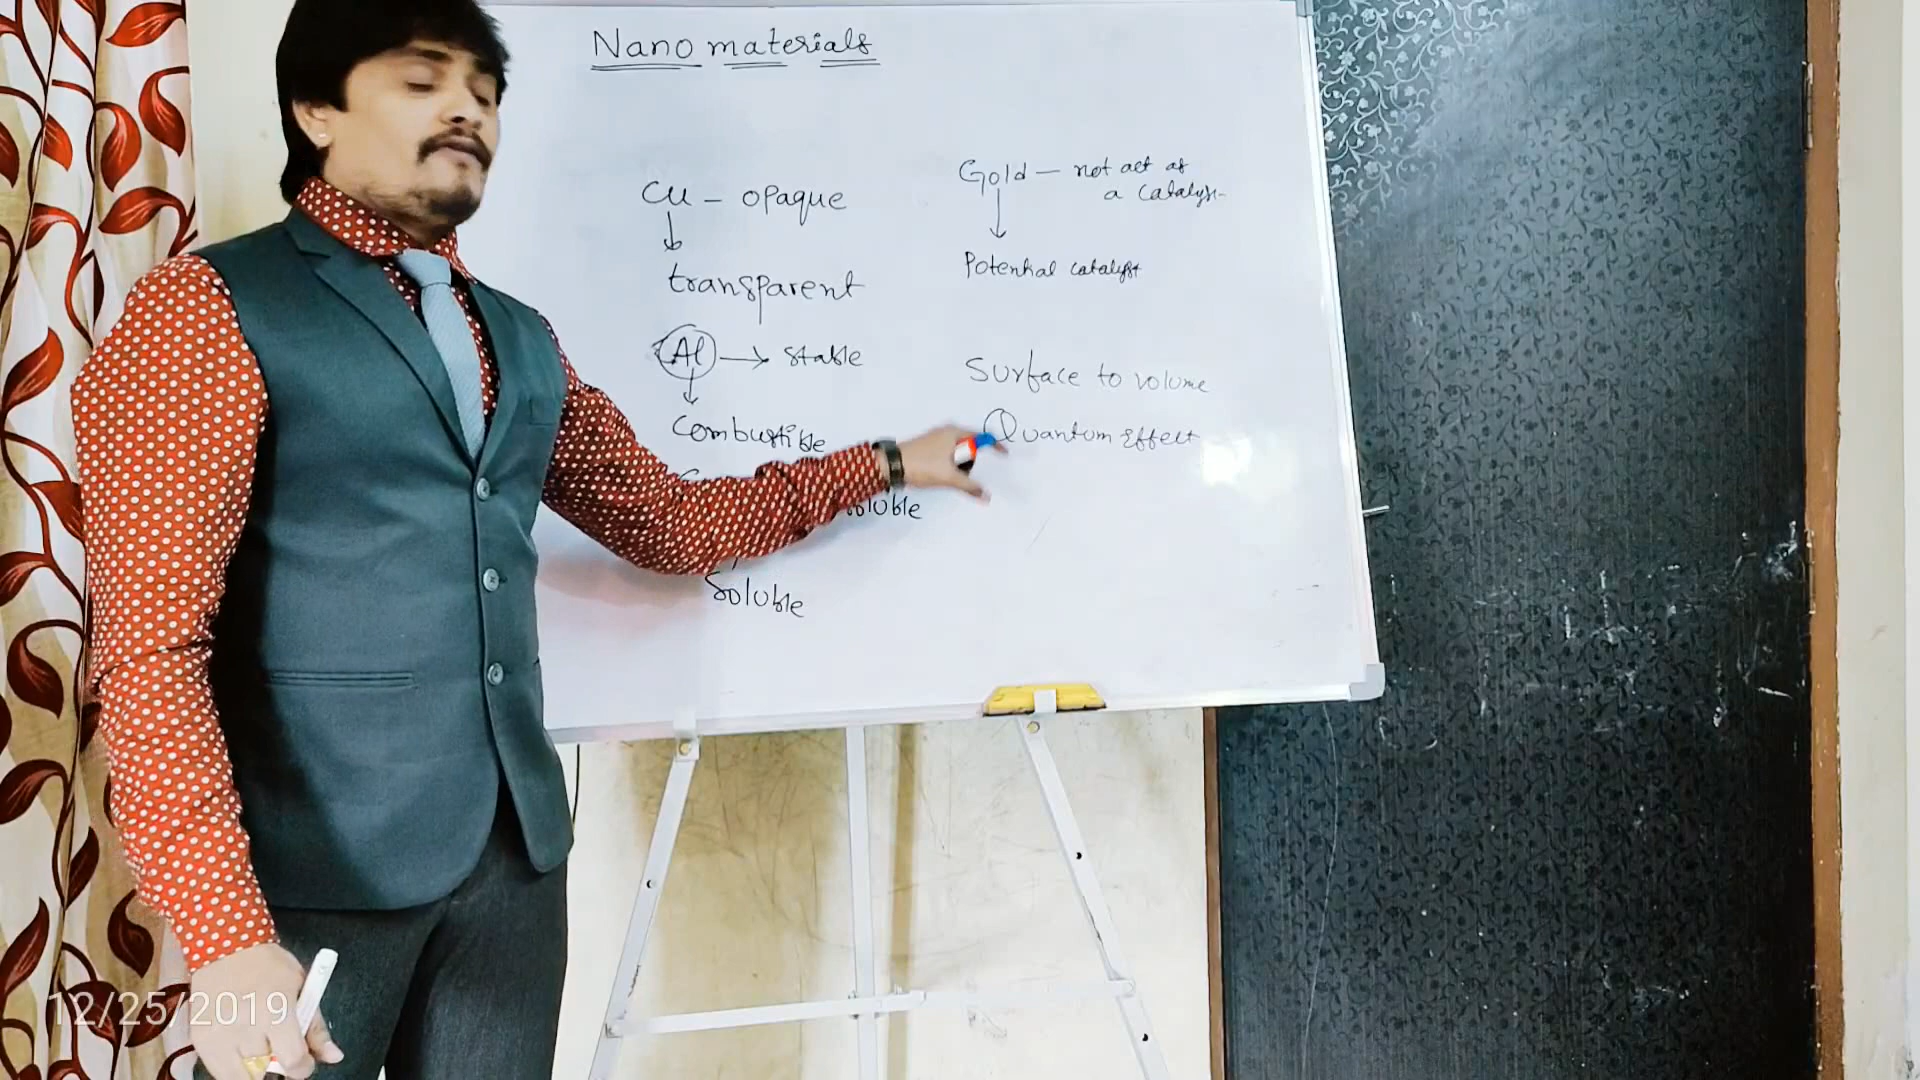 Nano materials
Cu – opaque
transparent
Al → stable
Combustible
soluble
Soluble
Gold – not act as
a catalyst
Potential catalyst
Surface to volume
Quantum Effect
12/25/2019